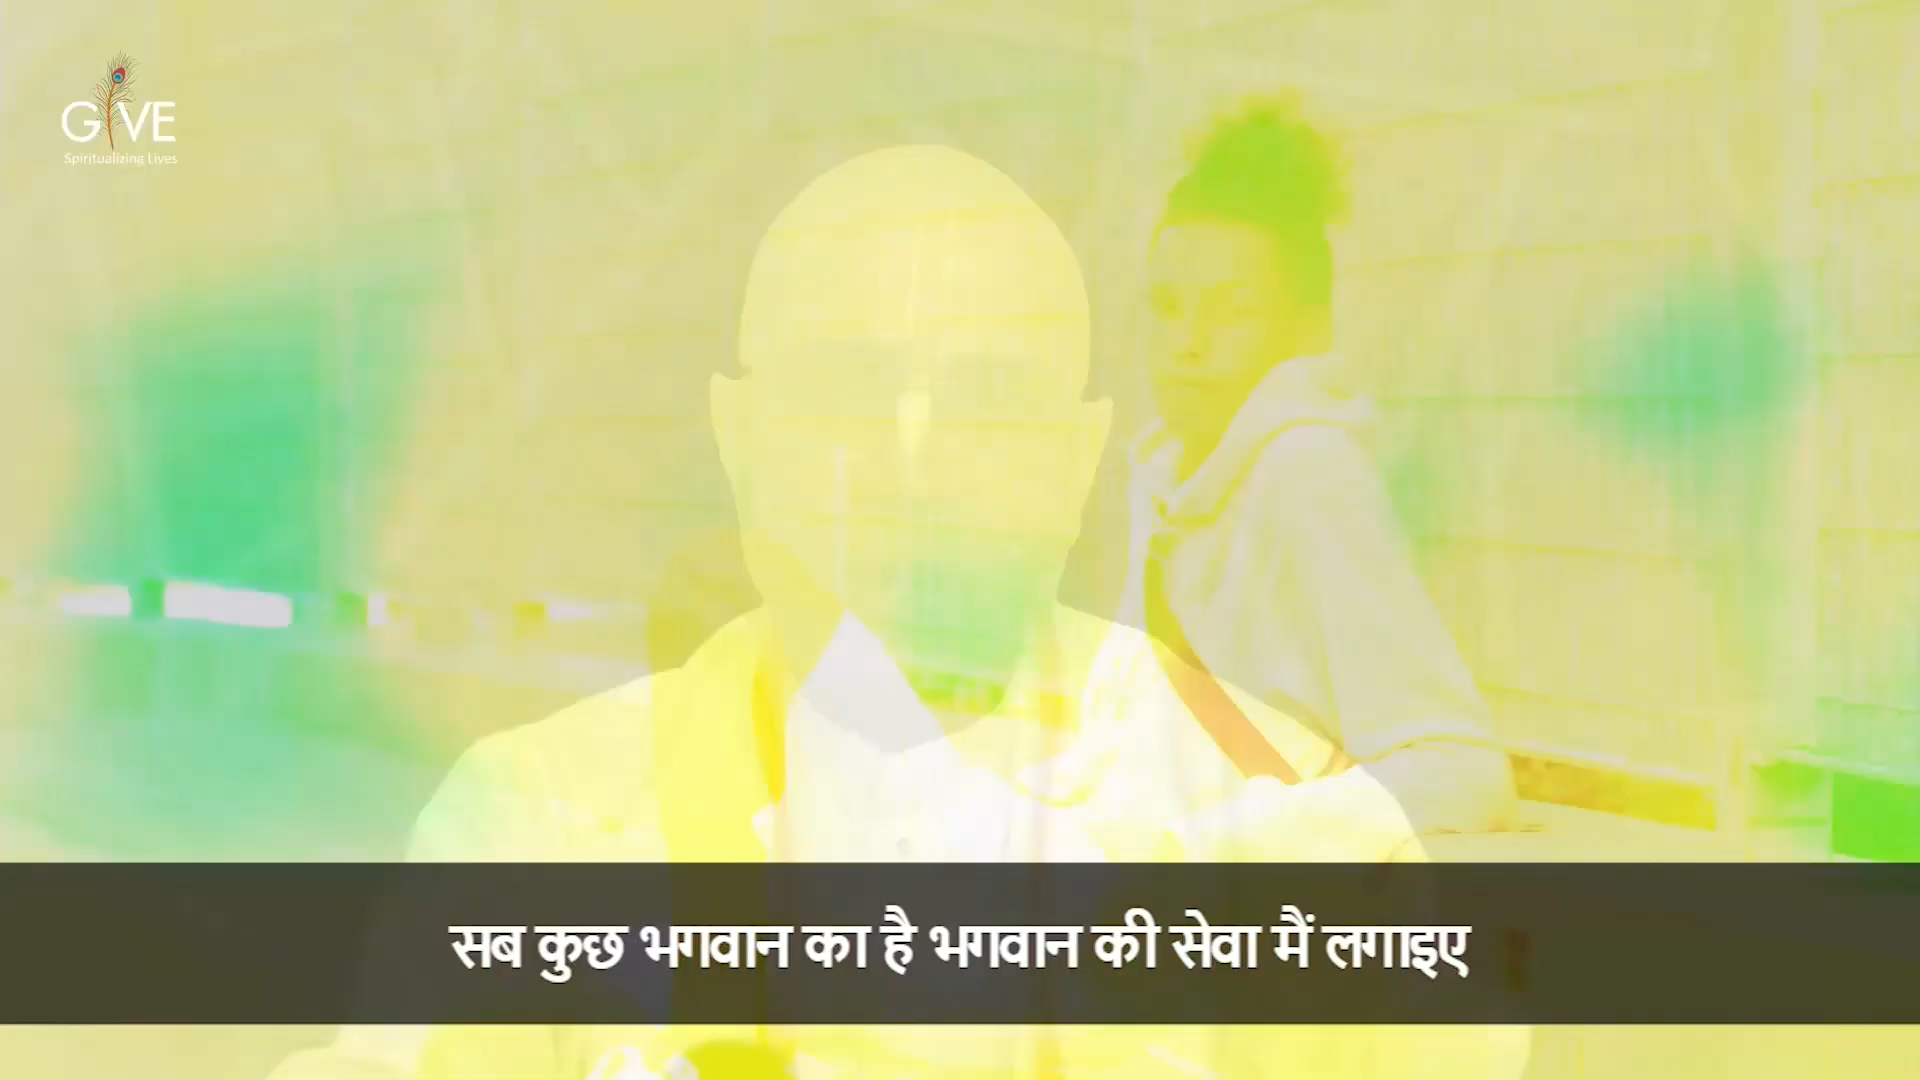 GIVE
Spiritualizing Lives
सब कुछ भगवान का है भगवान की सेवा मैं लगाइए